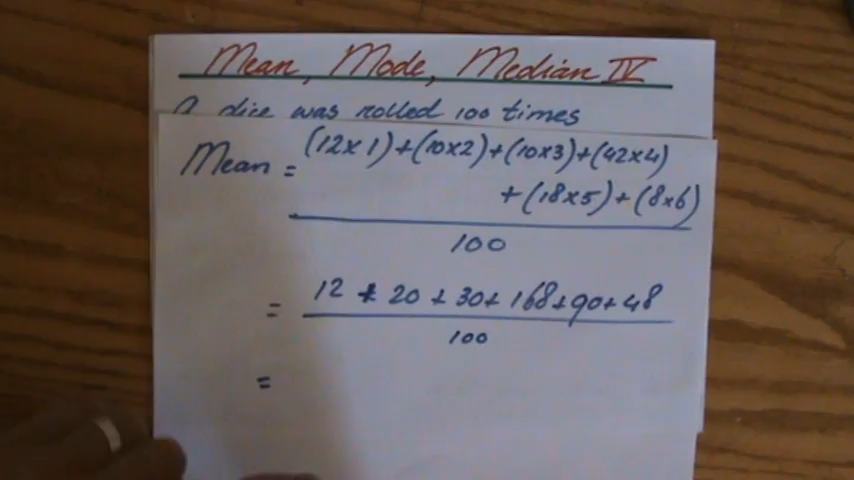 Mean, Mode, Median IV
A dice was rolled 100 times
Mean = (12x1)+(10x2)+(10x3)+(42x4)
+(18x5)+(8x6)
100
= 12 + 20 + 30+ 168+90+48
100
=